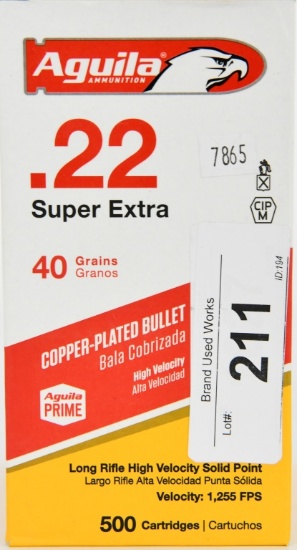 Aguila
AMMUNITION
.22
Super Extra
7865
CIP
M
40 Grains
Granos
COPPER-PLATED BULLET
Bala Cobrizada
High Velocity
Alta Velocidad
Aguila
PRIME
Brand Used Works
Lot#: 211
ID:194
Long Rifle High Velocity Solid Point
Largo Rifle Alta Velocidad Punta Sólida
Velocity: 1,255 FPS
500 Cartridges | Cartuchos